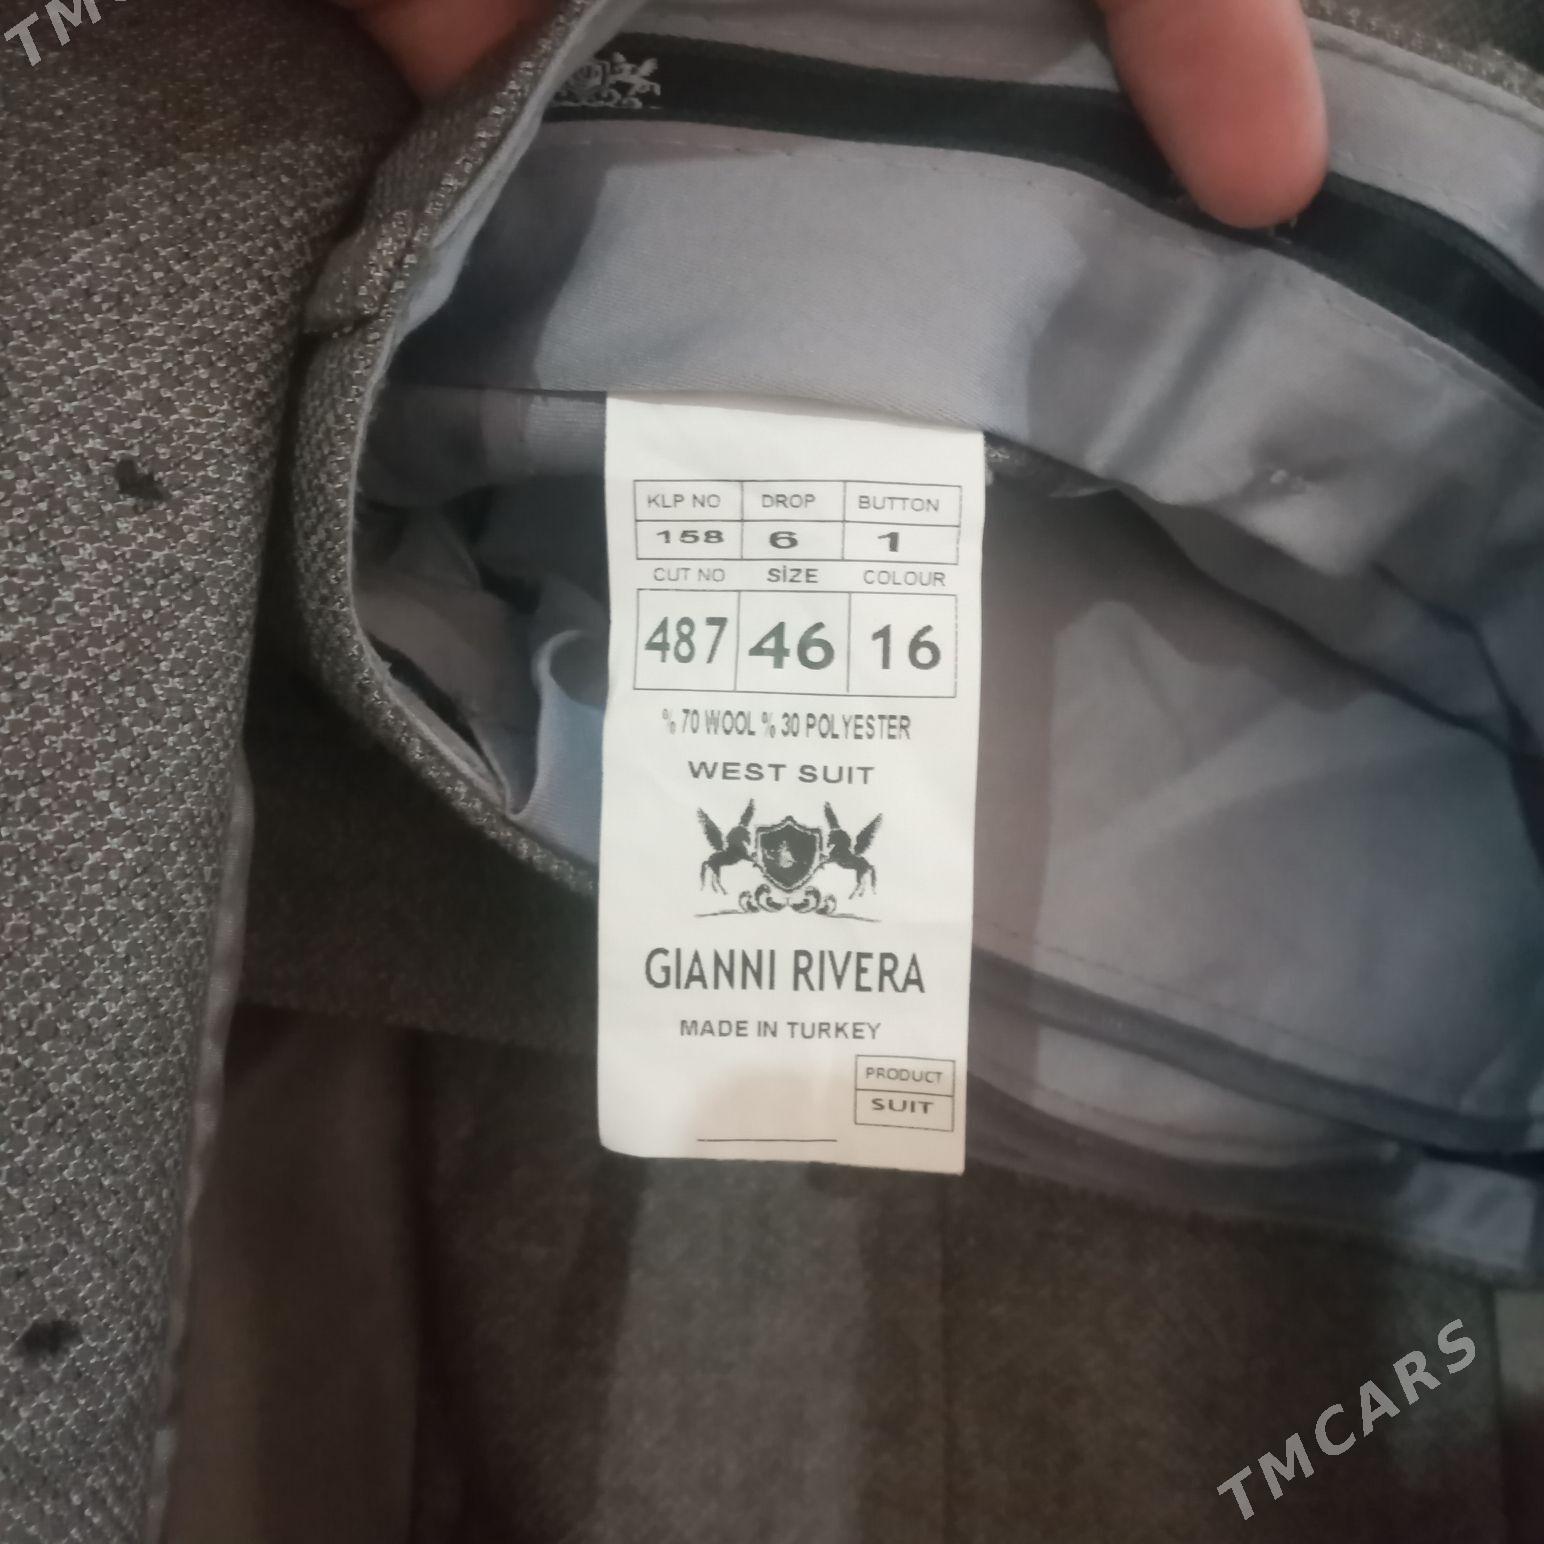 TM
KLP NO DROP BUTTON
158 6 1
CUT NO SİZE COLOUR
487 46 16
% 70 WOOL % 30 POLYESTER
WEST SUIT
GIANNI RIVERA
MADE IN TURKEY
PRODUCT
SUIT
TMCARS